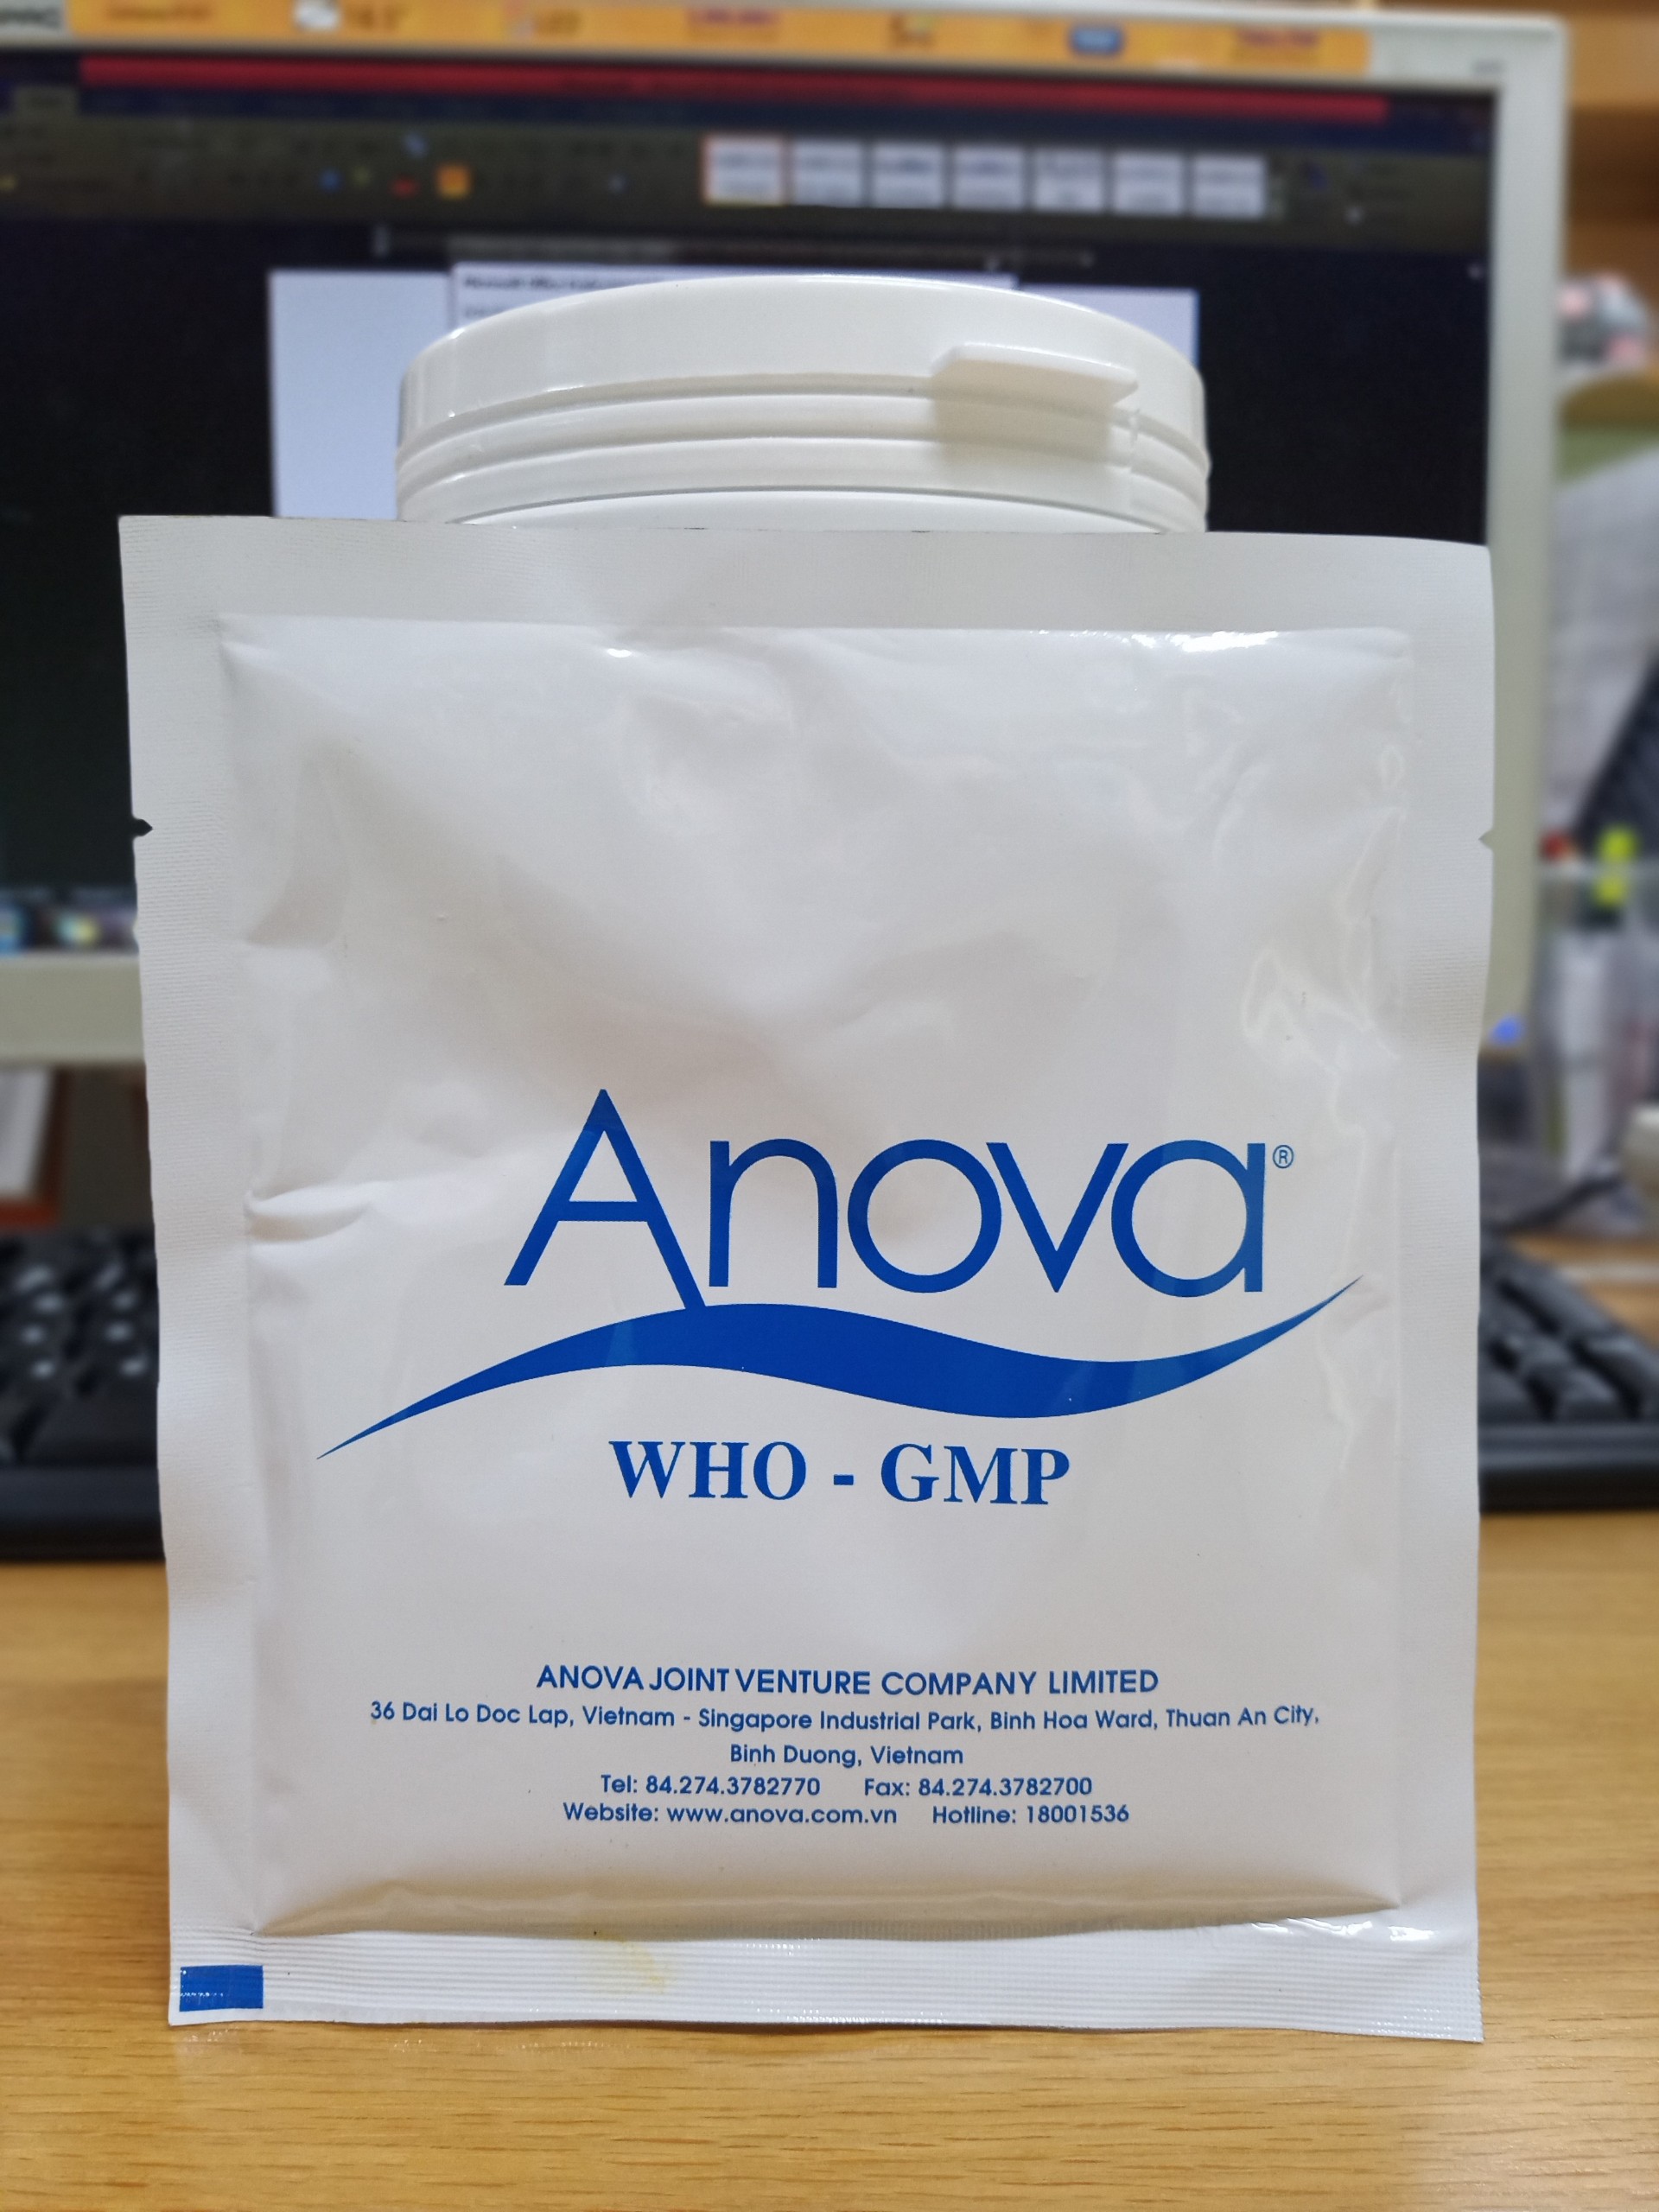 Anova®
WHO - GMP
ANOVA JOINT VENTURE COMPANY LIMITED
36 Dai Lo Doc Lap, Vietnam - Singapore Industrial Park, Binh Hoa Ward, Thuan An City,
Binh Duong, Vietnam
Tel: 84.274.3782770 Fax: 84.274.3782700
Website: www.anova.com.vn Hotline: 18001536